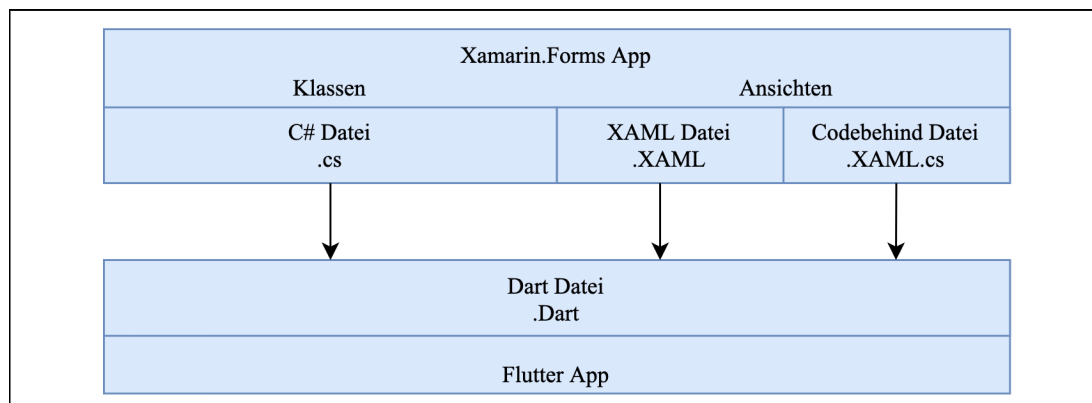 Xamarin.Forms App
Klassen Ansichten
C# Datei XAML Datei Codebehind Datei
.cs .XAML .XAML.cs
Dart Datei
.Dart
Flutter App